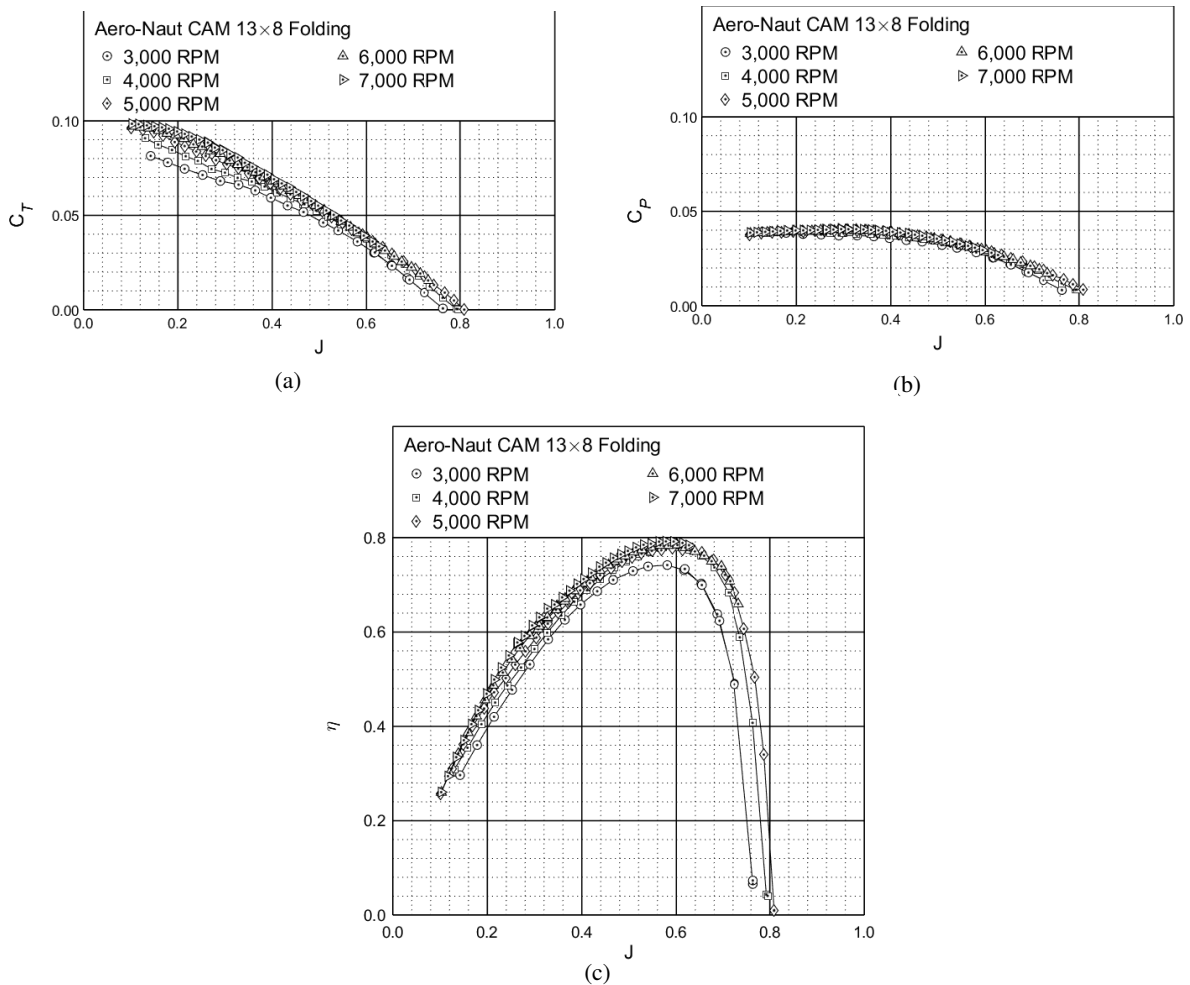 Aero-Naut CAM 13×8 Folding
3,000 RPM
6,000 RPM
4,000 RPM
7,000 RPM
5,000 RPM
0.10
0.05
0.00
C_T
0.0 0.2 0.4 0.6 0.8 1.0
J
(a)
Aero-Naut CAM 13×8 Folding
3,000 RPM
6,000 RPM
4,000 RPM
7,000 RPM
5,000 RPM
0.10
0.05
0.00
C_P
0.0 0.2 0.4 0.6 0.8 1.0
J
(b)
Aero-Naut CAM 13×8 Folding
3,000 RPM
6,000 RPM
4,000 RPM
7,000 RPM
5,000 RPM
0.8
0.6
0.4
0.2
0.0
η
0.0 0.2 0.4 0.6 0.8 1.0
J
(c)